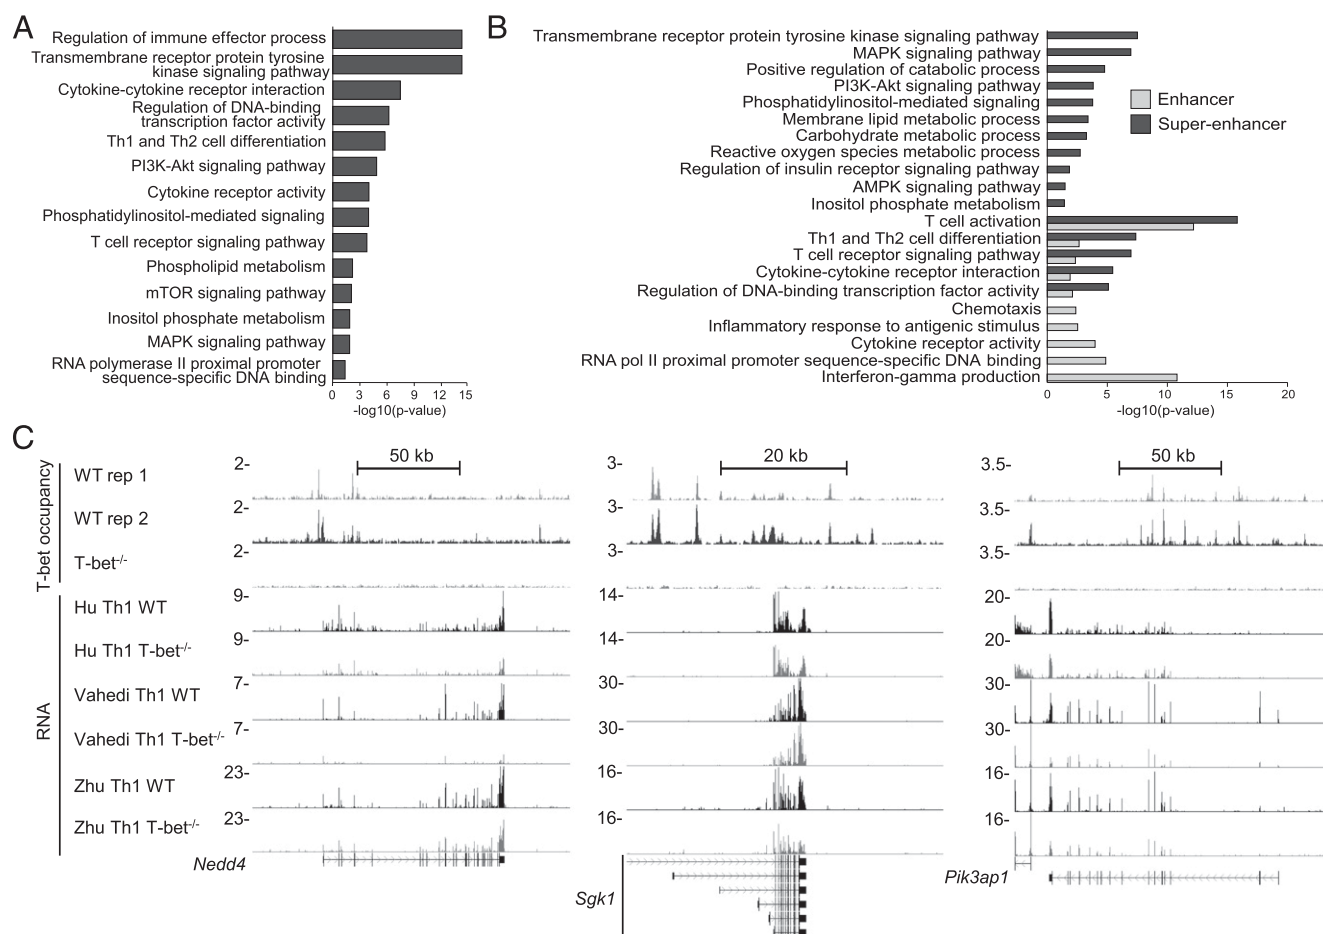 A
Regulation of immune effector process
Transmembrane receptor protein tyrosine
kinase signaling pathway
Cytokine-cytokine receptor interaction
Regulation of DNA-binding
transcription factor activity
Th1 and Th2 cell differentiation
PI3K-Akt signaling pathway
Cytokine receptor activity
Phosphatidylinositol-mediated signaling
T cell receptor signaling pathway
Phospholipid metabolism
mTOR signaling pathway
Inositol phosphate metabolism
MAPK signaling pathway
RNA polymerase II proximal promoter
sequence-specific DNA binding
0 3 6 9 12 15
-log10(p-value)
B
Transmembrane receptor protein tyrosine kinase signaling pathway
MAPK signaling pathway
Positive regulation of catabolic process
PI3K-Akt signaling pathway
Phosphatidylinositol-mediated signaling
Membrane lipid metabolic process
Carbohydrate metabolic process
Reactive oxygen species metabolic process
Regulation of insulin receptor signaling pathway
AMPK signaling pathway
Inositol phosphate metabolism
T cell activation
Th1 and Th2 cell differentiation
T cell receptor signaling pathway
Cytokine-cytokine receptor interaction
Regulation of DNA-binding transcription factor activity
Chemotaxis
Inflammatory response to antigenic stimulus
Cytokine receptor activity
RNA pol II proximal promoter sequence-specific DNA binding
Interferon-gamma production
0 5 10 15 20
-log10(p-value)
Enhancer
Super-enhancer
C
T-bet occupancy
RNA
50 kb 20 kb 50 kb
WT rep 1 2- 3- 3.5-
WT rep 2 2- 3- 3.5-
T-bet-/- 2- 3- 3.5-
Hu Th1 WT 9- 14- 20-
Hu Th1 T-bet-/- 9- 14- 20-
Vahedi Th1 WT 7- 30- 30-
Vahedi Th1 T-bet-/- 7- 30- 30-
Zhu Th1 WT 23- 16- 16-
Zhu Th1 T-bet-/- 23- 16- 16-
Nedd4
Sgk1
Pik3ap1